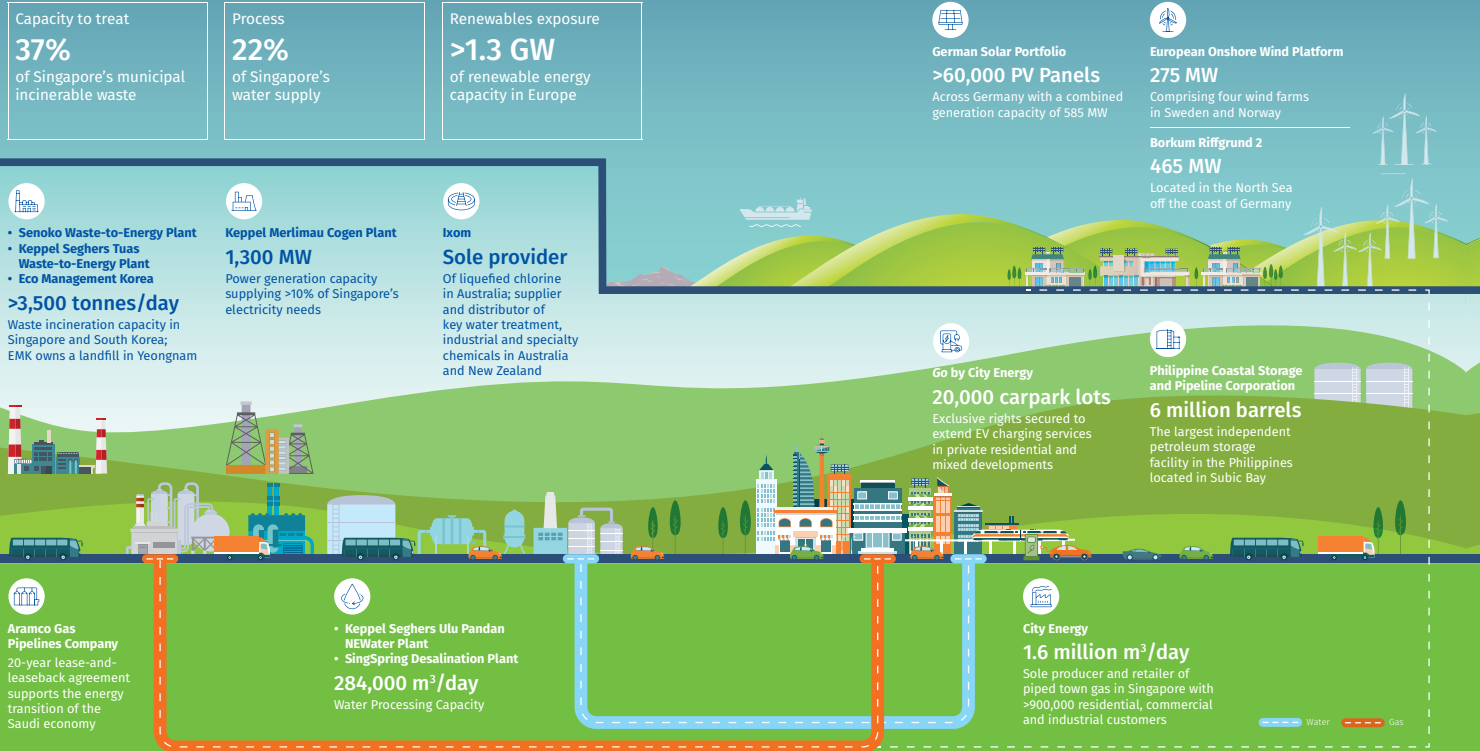 Capacity to treat
37%
of Singapore's municipal
incinerable waste
Process
22%
of Singapore's
water supply
Renewables exposure
>1.3 GW
of renewable energy
capacity in Europe
German Solar Portfolio
>60,000 PV Panels
Across Germany with a combined
generation capacity of 585 MW
European Onshore Wind Platform
275 MW
Comprising four wind farms
in Sweden and Norway
Borkum Riffgrund 2
465 MW
Located in the North Sea
off the coast of Germany
• Senoko Waste-to-Energy Plant
• Keppel Seghers Tuas
Waste-to-Energy Plant
• Eco Management Korea
>3,500 tonnes/day
Waste incineration capacity in
Singapore and South Korea;
EMK owns a landfill in Yeongnam
Keppel Merlimau Cogen Plant
1,300 MW
Power generation capacity
supplying >10% of Singapore's
electricity needs
Ixom
Sole provider
Of liquefied chlorine
in Australia; supplier
and distributor of
key water treatment,
industrial and specialty
chemicals in Australia
and New Zealand
Go by City Energy
20,000 carpark lots
Exclusive rights secured to
extend EV charging services
in private residential and
mixed developments
Philippine Coastal Storage
and Pipeline Corporation
6 million barrels
The largest independent
petroleum storage
facility in the Philippines
located in Subic Bay
Aramco Gas
Pipelines Company
20-year lease-and-
leaseback agreement
supports the energy
transition of the
Saudi economy
• Keppel Seghers Ulu Pandan
NEWater Plant
• SingSpring Desalination Plant
284,000 m³/day
Water Processing Capacity
City Energy
1.6 million m³/day
Sole producer and retailer of
piped town gas in Singapore with
>900,000 residential, commercial
and industrial customers
Water
Gas